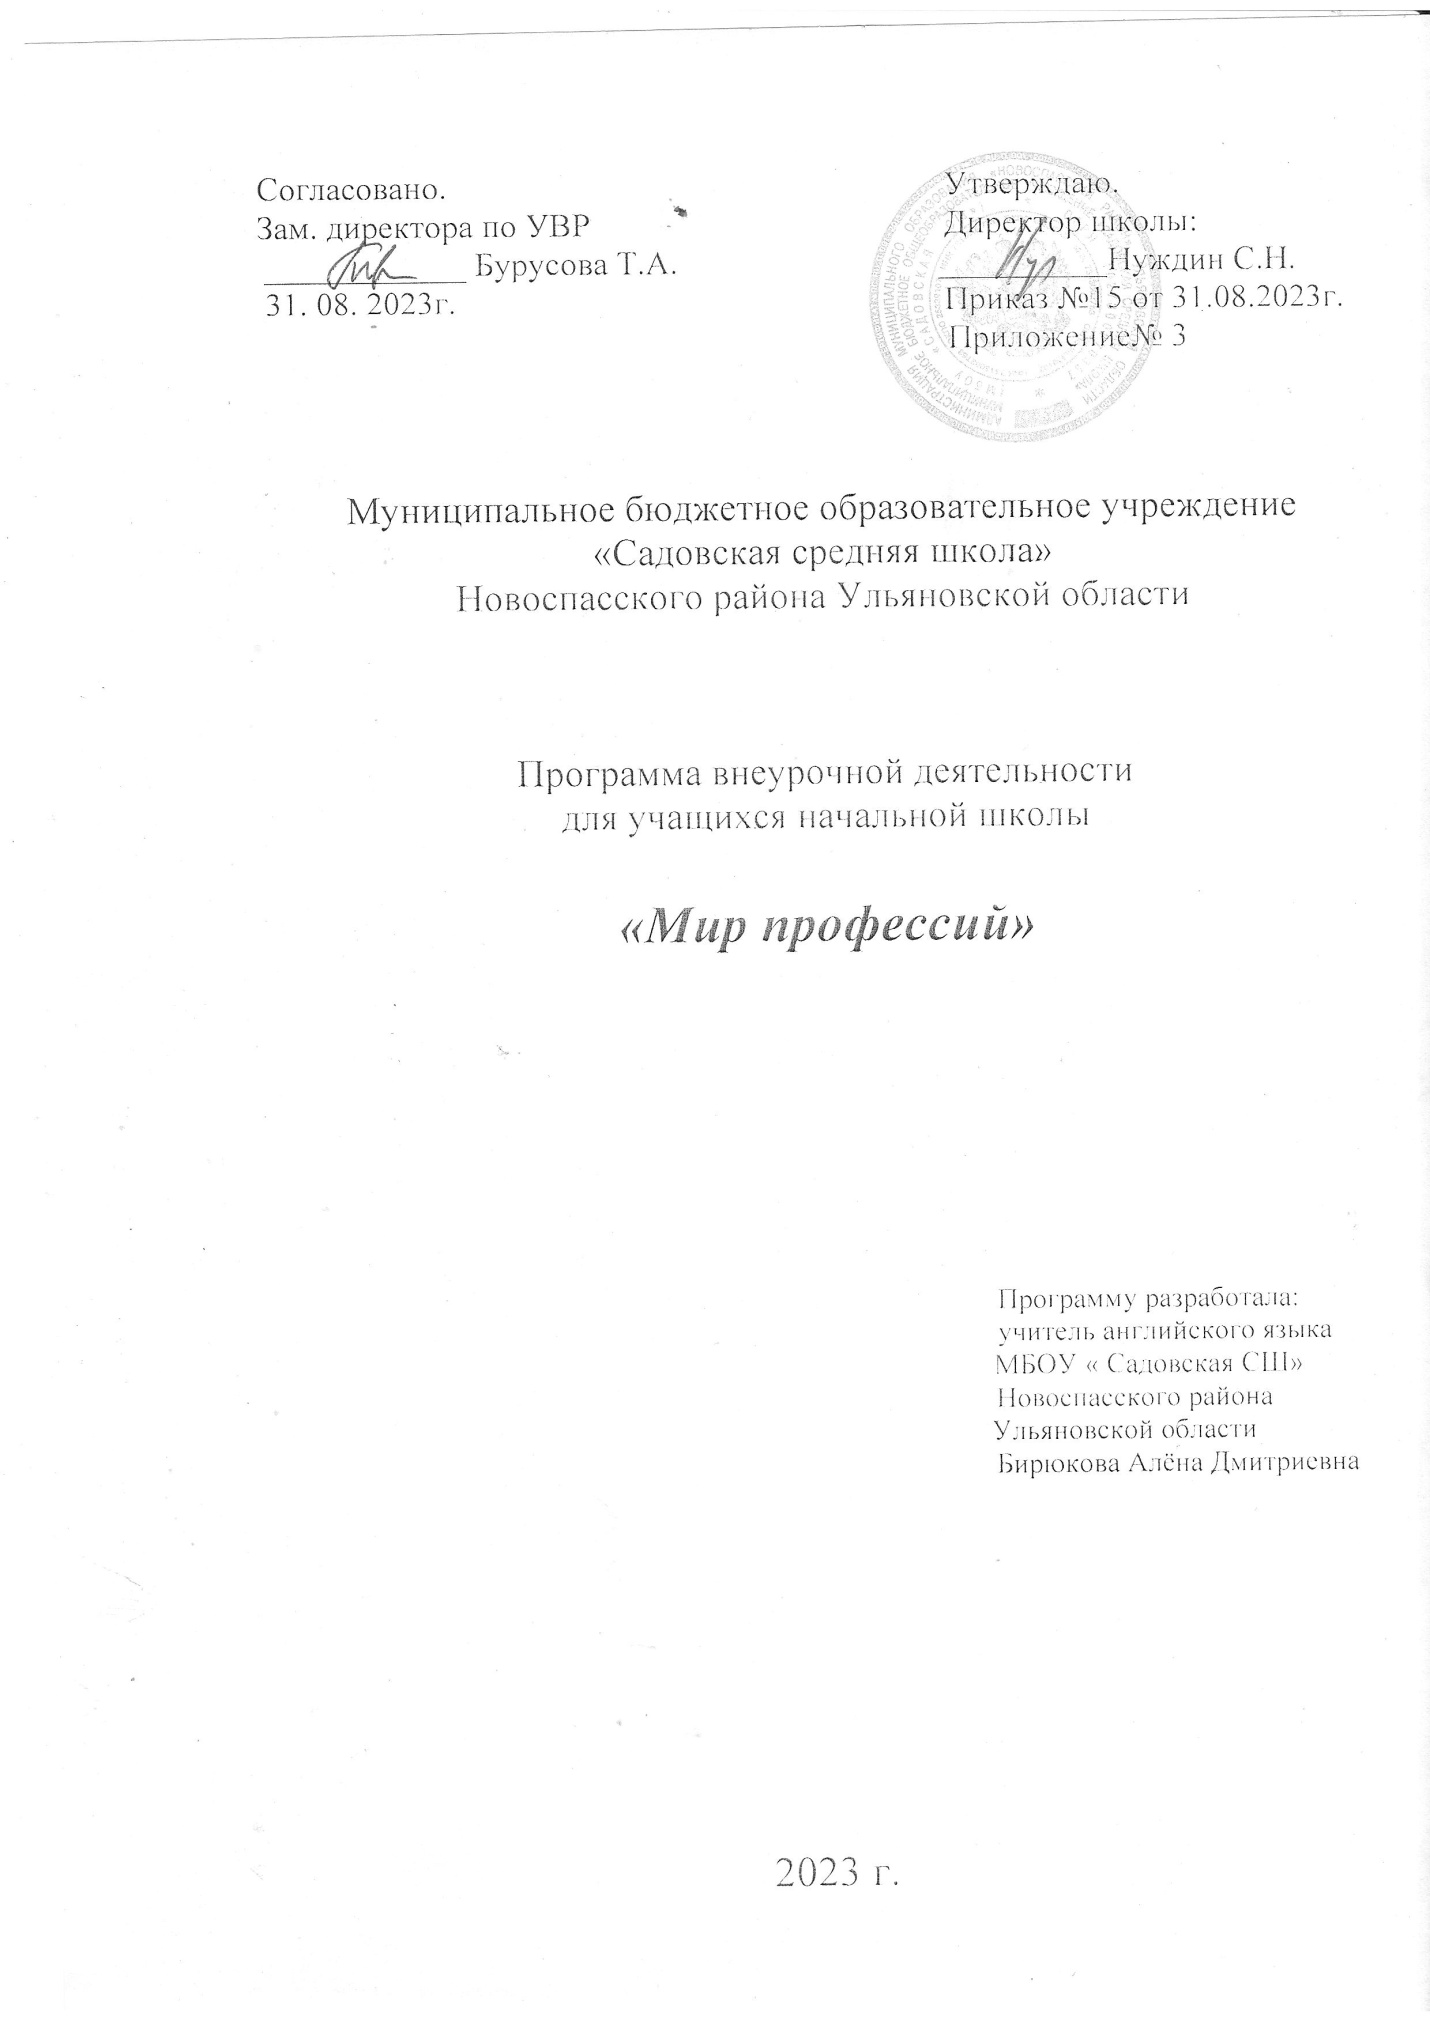 Согласовано.
Зам. директора по УВР
Бурусова Т.А.
31. 08. 2023г.
Утверждаю.
Директор школы:
Нуждин С.Н.
Приказ №15 от 31.08.2023г.
Приложение№ 3
Муниципальное бюджетное образовательное учреждение
«Садовская средняя школа»
Новоспасского района Ульяновской области
Программа внеурочной деятельности
для учащихся начальной школы
«Мир профессий»
Программу разработала:
учитель английского языка
МБОУ « Садовская СШ»
Новоспасского района
Ульяновской области
Бирюкова Алёна Дмитриевна
2023 г.